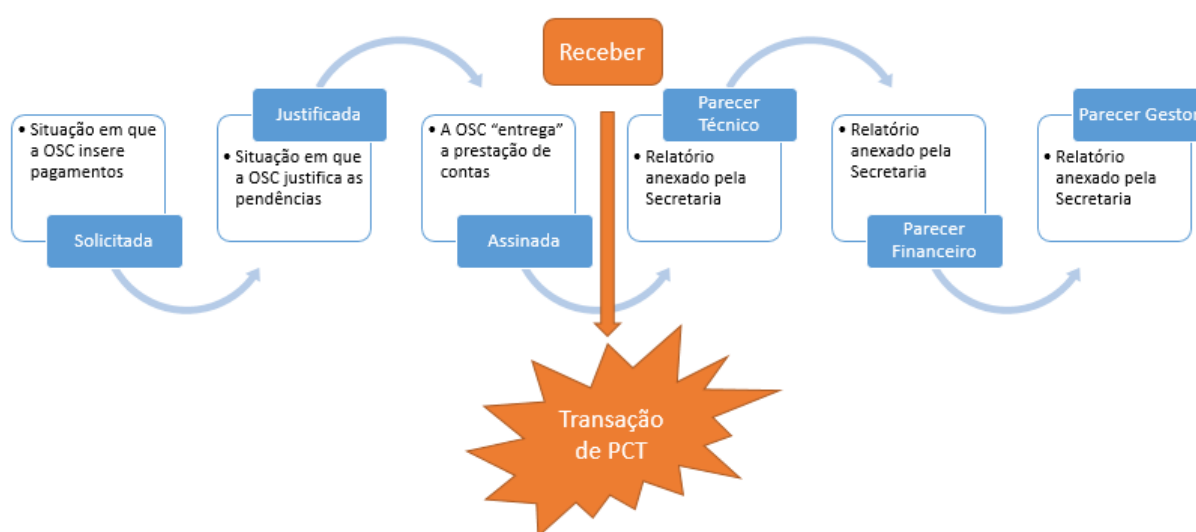 Receber
• Situação em que
a OSC insere
pagamentos
Solicitada
Justificada
• Situação em que
a OSC justifica as
pendências
• A OSC “entrega”
a prestação de
contas
Assinada
Parecer
Técnico
• Relatório
anexado pela
Secretaria
• Relatório
anexado pela
Secretaria
Parecer
Financeiro
Parecer Gestor
• Relatório
anexado pela
Secretaria
Transação
de PCT